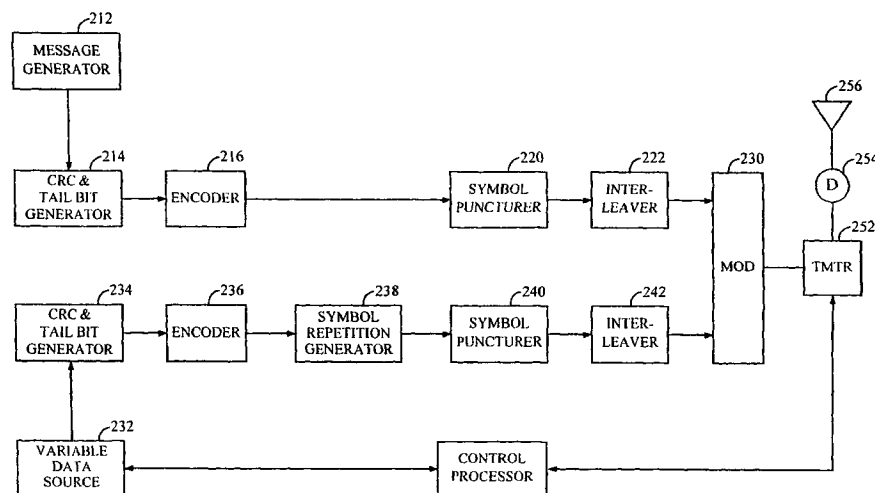 212
MESSAGE
GENERATOR
256
214
216
220
222
230
254
CRC &
TAIL BIT
GENERATOR
ENCODER
SYMBOL
PUNCTURER
INTER-
LEAVER
D
252
MOD
TMTR
234
236
238
240
242
CRC &
TAIL BIT
GENERATOR
ENCODER
SYMBOL
REPETITION
GENERATOR
SYMBOL
PUNCTURER
INTER-
LEAVER
232
VARIABLE
DATA
SOURCE
CONTROL
PROCESSOR